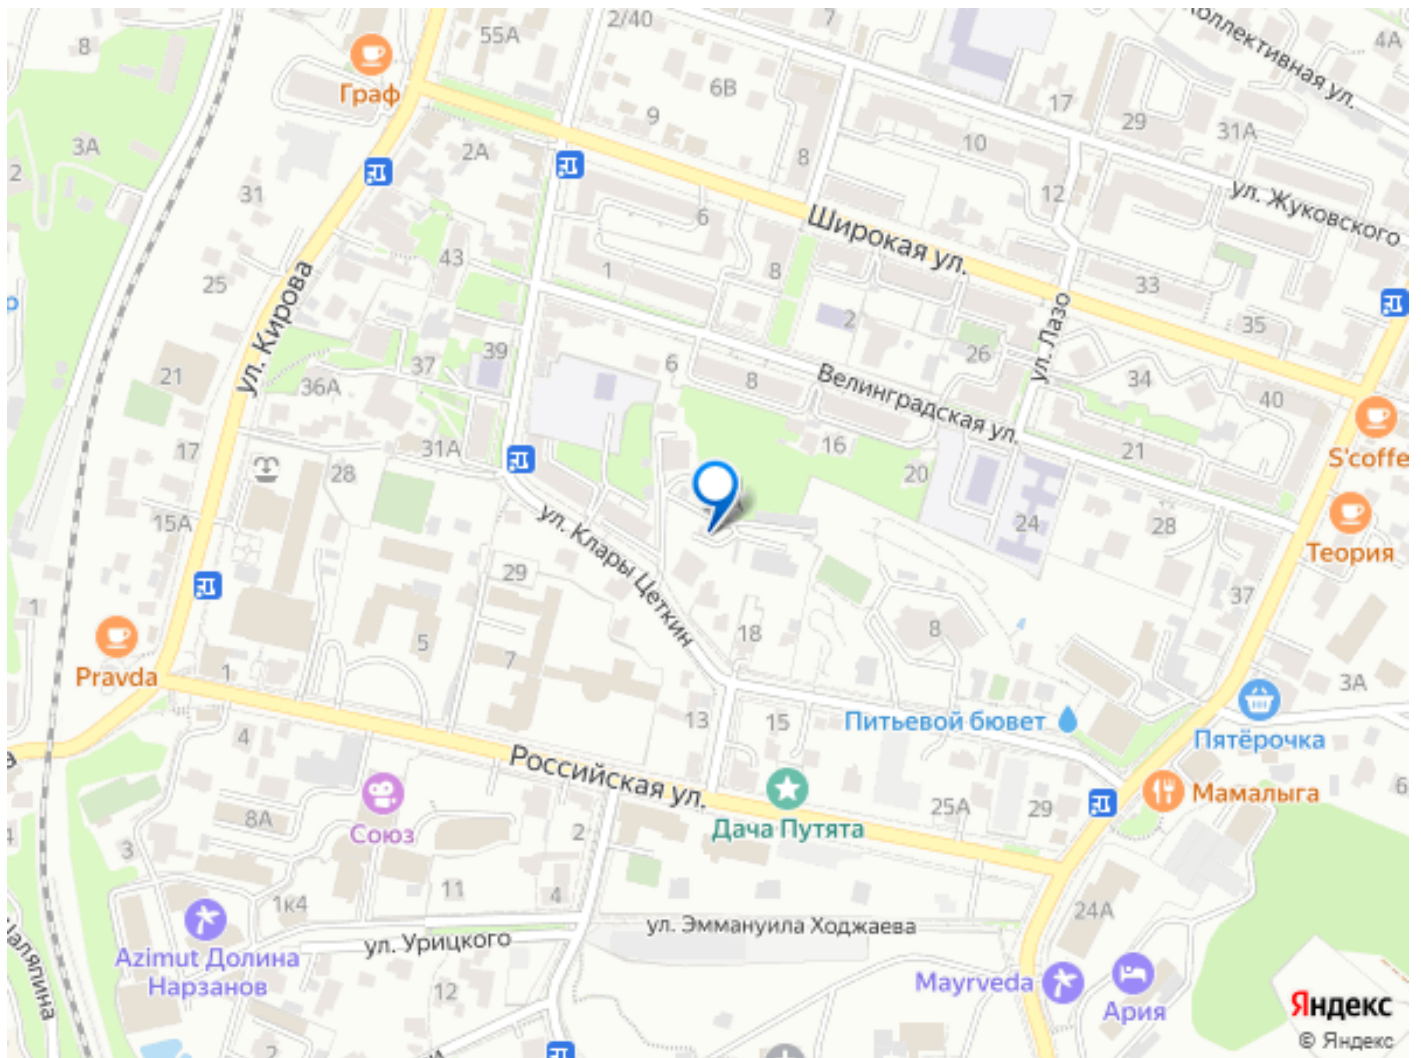 2/40
7
Коллективная ул.
4А
8
55А
Граф
6В
17
29
31А
9
10
3А
2А
8
2
12
31
ул. Жуковского
6
Широкая ул.
43
25
1
8
33
ул. Кирова
2
ул. Лазо
35
39
26
37
6
21
36А
8
Велинградская ул.
34
40
16
17
31А
21
S'coffe
28
20
15А
ул. Клары Цеткин
24
28
Теория
29
1
37
5
18
8
7
Pravda
1
3А
13
15
Питьевой бювет
Пятёрочка
4
Российская ул.
Мамалыга
6
25А
29
8А
Союз
2
Дача Путята
4
3
11
4
1к4
24А
ул. Эммануила Ходжаева
ул. Урицкого
Azimut Долина
Нарзанов
12
Mayrveda
Ария
2
Яндекс
© Яндекс